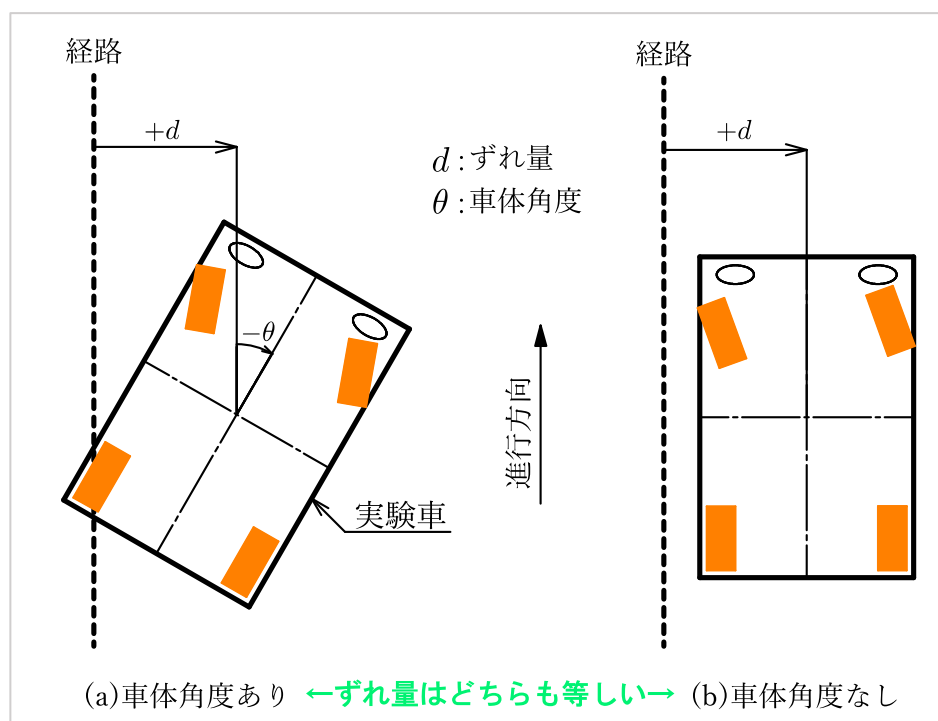 経路
経路
+d
+d
d : ずれ量
θ : 車体角度
−θ
進行方向
実験車
(a)車体角度あり ←ずれ量はどちらも等しい→ (b)車体角度なし